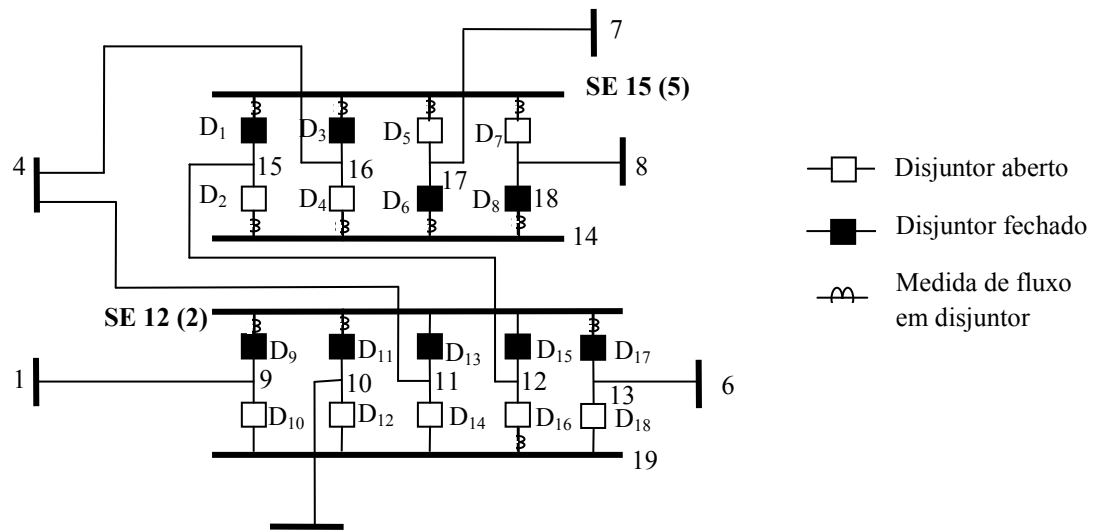 7
SE 15 (5)
D1 D3 D5 D7
4 15 16 17 8
D2 D4 D6 D8 18
14
SE 12 (2)
D9 D11 D13 D15 D17
1 9 10 11 12 13 6
D10 D12 D14 D16 D18
19
Disjuntor aberto
Disjuntor fechado
Medida de fluxo
em disjuntor